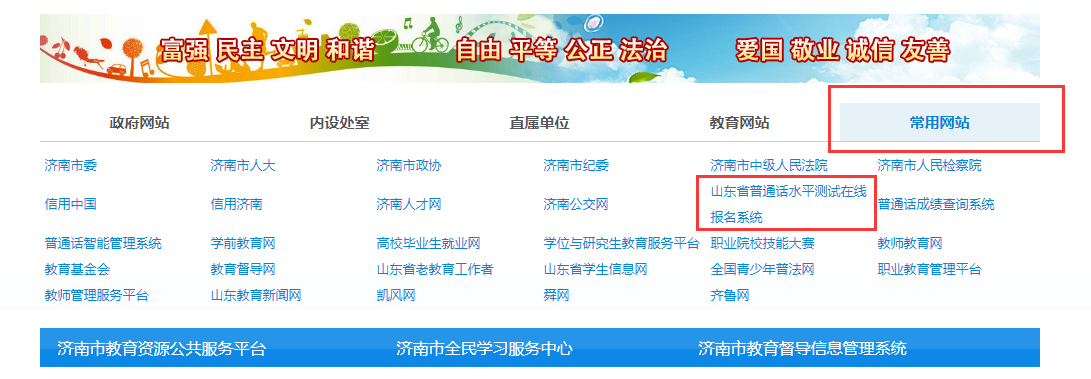 富强 民主 文明 和谐 自由 平等 公正 法治 爱国 敬业 诚信 友善
政府网站 内设处室 直属单位 教育网站 常用网站
济南市委 济南市人大 济南市政协 济南市纪委 济南市中级人民法院 济南市人民检察院
信用中国 信用济南 济南人才网 济南公交网 山东省普通话水平测试在线
报名系统 普通话成绩查询系统
普通话智能管理系统 学前教育网 高校毕业生就业网 学位与研究生教育服务平台 职业院校技能大赛 教师教育网
教育基金会 教育督导网 山东省老教育工作者 山东省学生信息网 全国青少年普法网 职业教育管理平台
教师管理服务平台 山东教育新闻网 凯风网 舜网 齐鲁网
济南市教育资源公共服务平台 济南市全民学习服务中心 济南市教育督导信息管理系统